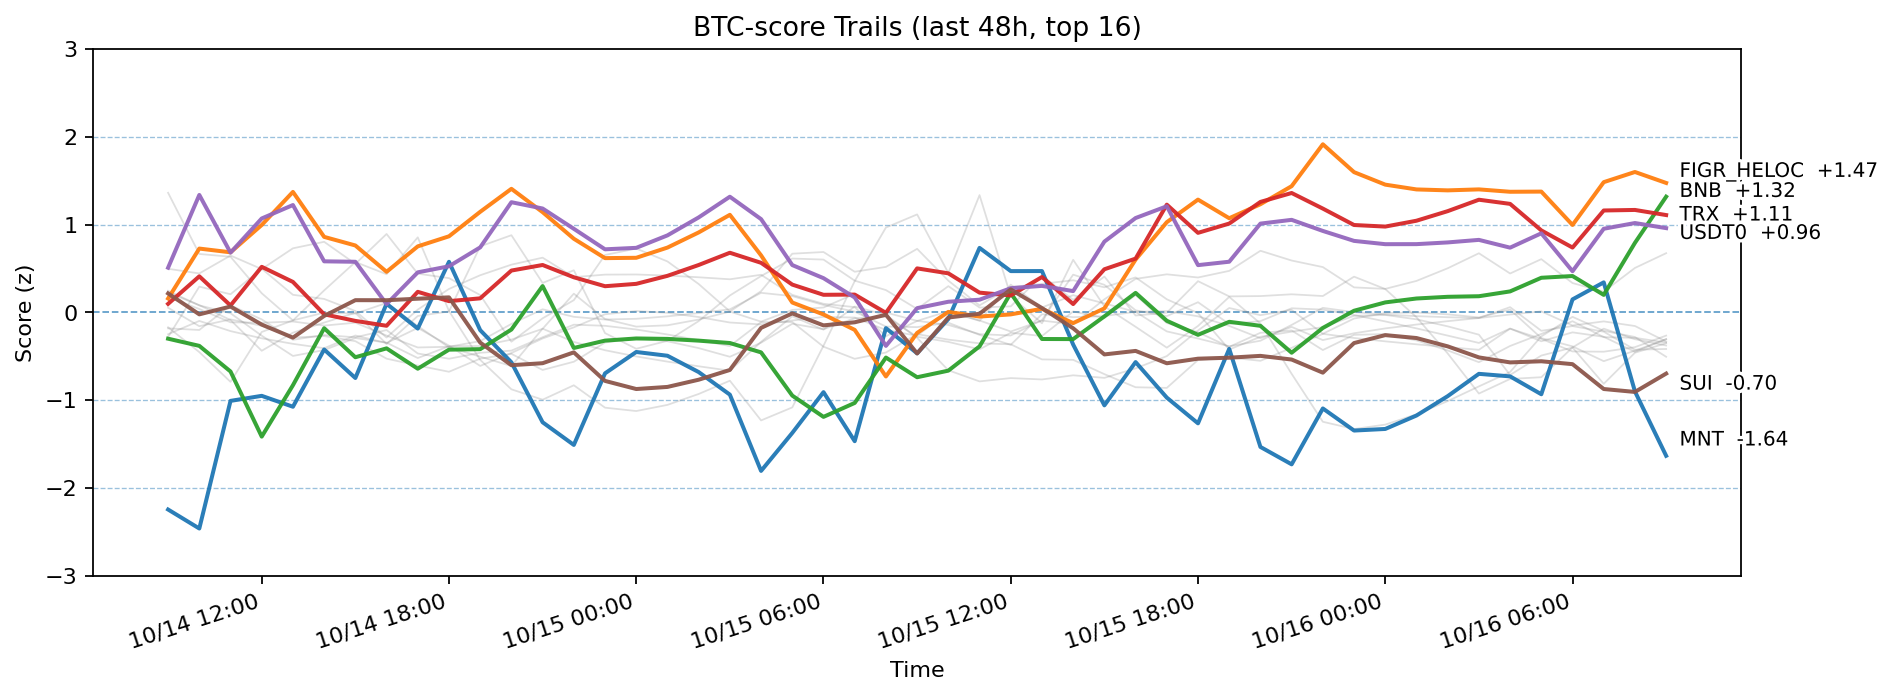 BTC-score Trails (last 48h, top 16)
Score (z)
3
2
1
0
−1
−2
−3
FIGR_HELOC +1.47
BNB +1.32
TRX +1.11
USDT0 +0.96
SUI -0.70
MNT -1.64
10/14 12:00
10/14 18:00
10/15 00:00
10/15 06:00
10/15 12:00
10/15 18:00
10/16 00:00
10/16 06:00
Time